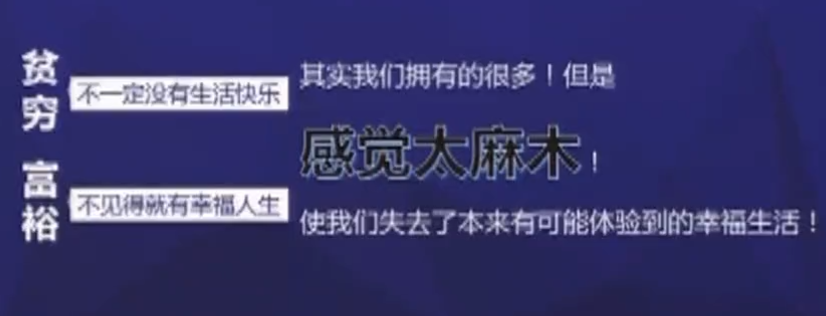 贫穷
不一定没有生活快乐
富裕
不见得就有幸福人生
其实我们拥有的很多！但是
感觉太麻木！
使我们失去了本来有可能体验到的幸福生活！